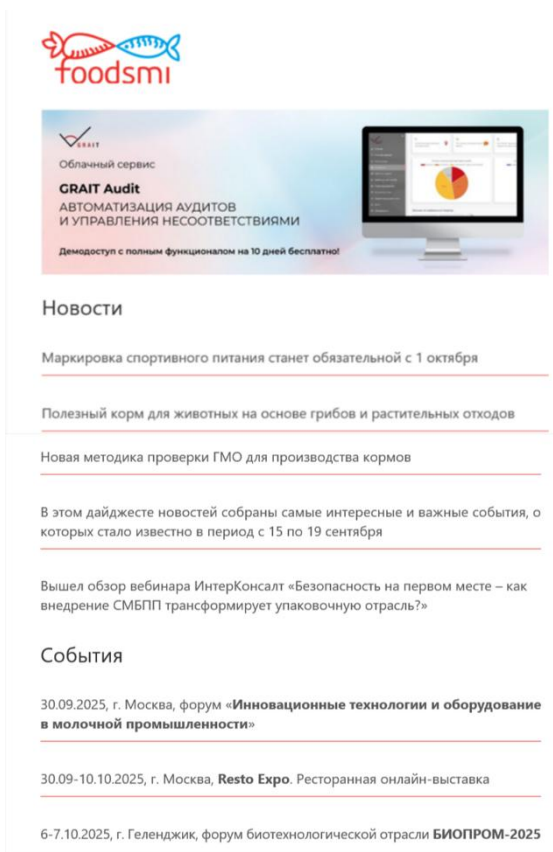 foodsmi
GRAIT
Облачный сервис
GRAIT Audit
АВТОМАТИЗАЦИЯ АУДИТОВ
И УПРАВЛЕНИЯ НЕСООТВЕТСТВИЯМИ
Демодоступ с полным функционалом на 10 дней бесплатно!
Новости
Маркировка спортивного питания станет обязательной с 1 октября
Полезный корм для животных на основе грибов и растительных отходов
Новая методика проверки ГМО для производства кормов
В этом дайджесте новостей собраны самые интересные и важные события, о
которых стало известно в период с 15 по 19 сентября
Вышел обзор вебинара ИнтерКонсалт «Безопасность на первом месте – как
внедрение СМБПП трансформирует упаковочную отрасль?»
События
30.09.2025, г. Москва, форум «Инновационные технологии и оборудование
в молочной промышленности»
30.09-10.10.2025, г. Москва, Resto Expo. Ресторанная онлайн-выставка
6-7.10.2025, г. Геленджик, форум биотехнологической отрасли БИОПРОМ-2025